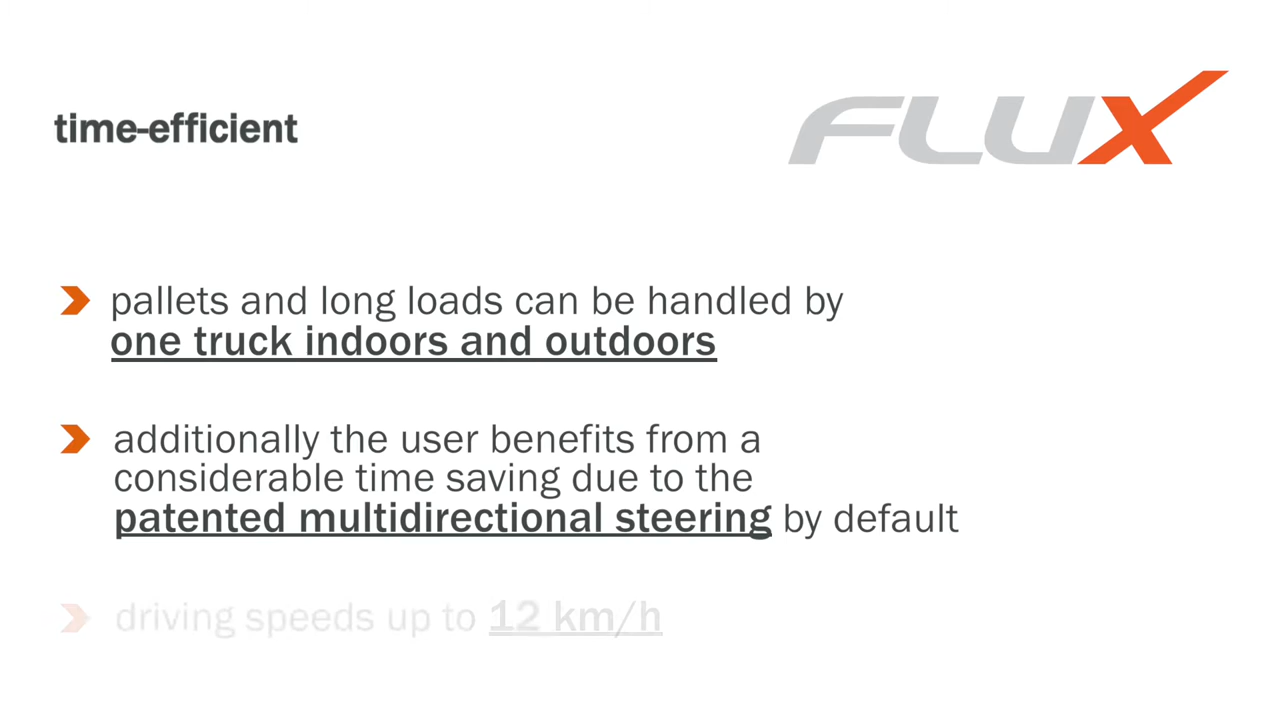 time-efficient
FLUX
pallets and long loads can be handled by
one truck indoors and outdoors
additionally the user benefits from a
considerable time saving due to the
patented multidirectional steering by default
driving speeds up to 12 km/h